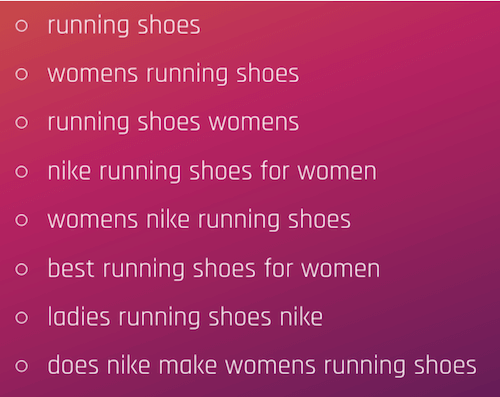 running shoes
womens running shoes
running shoes womens
nike running shoes for women
womens nike running shoes
best running shoes for women
ladies running shoes nike
does nike make womens running shoes